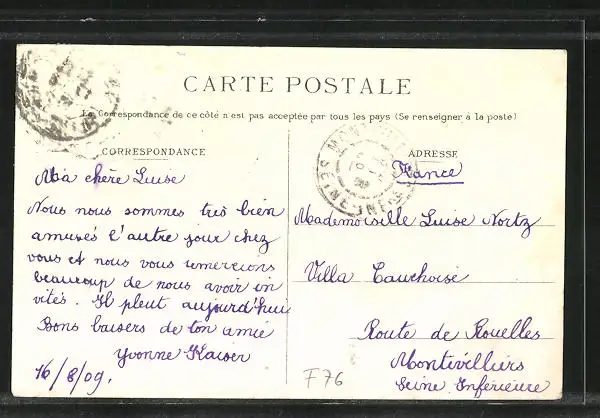 CARTE POSTALE
La Correspondance de ce côté n'est pas acceptée par tous les pays (Se renseigner à la poste)
CORRESPONDANCE
Ma chère Luise
Nous nous sommes très bien
amusés l'autre jour chez
vous et nous vous remercions
beaucoup de nous avoir in
vités. Il pleut aujourd'hui
Bons baisers de ton amie
Yvonne Klaiser
16/8/09.
ADRESSE
France
Mademoiselle Luise Nortz
Villa Cauchoise
Route de Rouelles
Montivilliers
Seine Inférieure
F76
SEINE INFRE